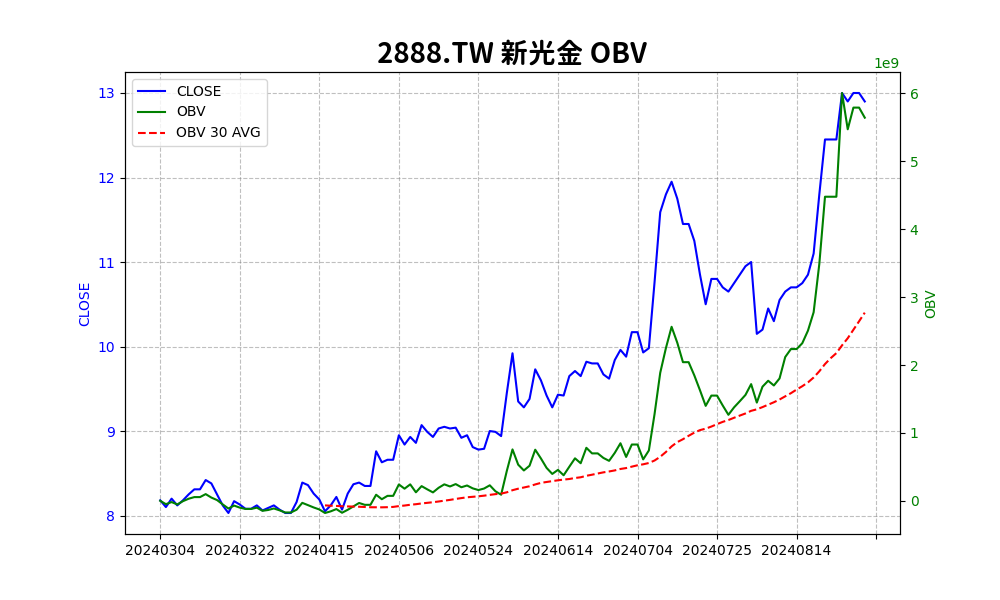 2888.TW 新光金 OBV
1e9
CLOSE
OBV
OBV 30 AVG
13
12
11
10
9
8
CLOSE
6
5
4
3
2
1
0
OBV
20240304 20240322 20240415 20240506 20240524 20240614 20240704 20240725 20240814